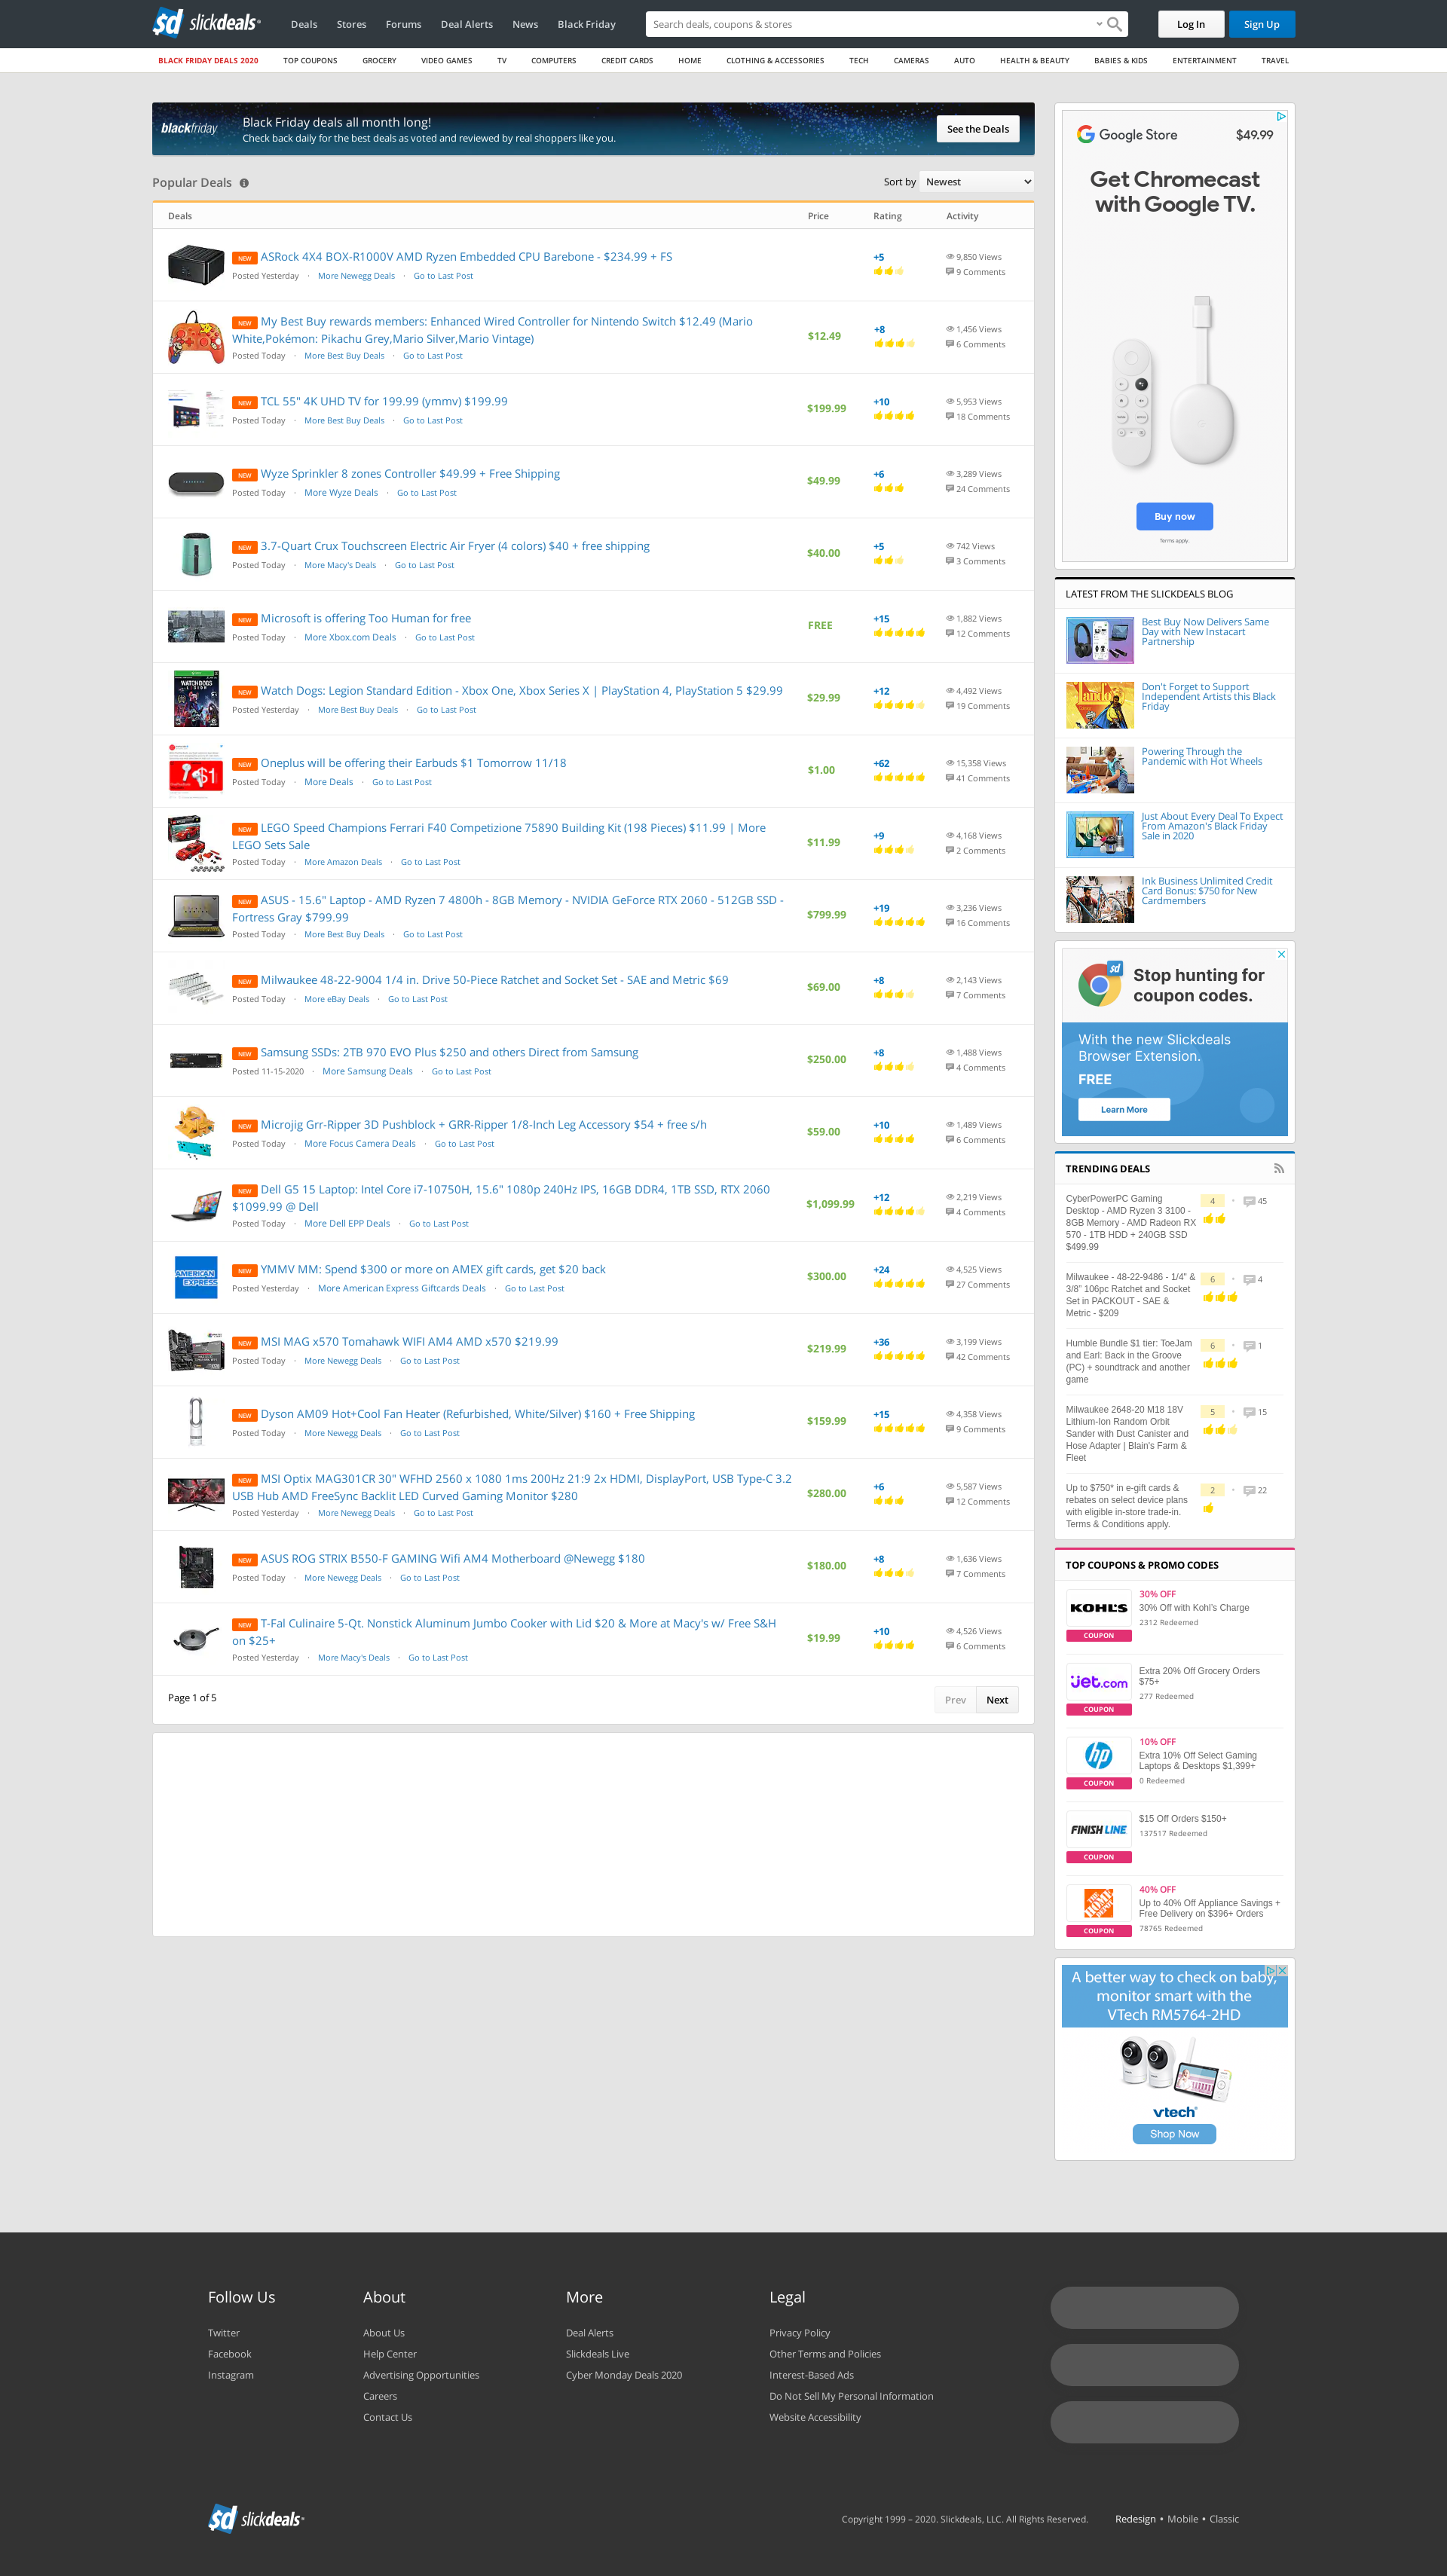 sd slickdeals
Deals Stores Forums Deal Alerts News Black Friday
Search deals, coupons & stores
Log In
Sign Up
BLACK FRIDAY DEALS 2020 TOP COUPONS GROCERY VIDEO GAMES TV COMPUTERS CREDIT CARDS HOME CLOTHING & ACCESSORIES TECH CAMERAS AUTO HEALTH & BEAUTY BABIES & KIDS ENTERTAINMENT TRAVEL
blackfriday
Black Friday deals all month long!
Check back daily for the best deals as voted and reviewed by real shoppers like you.
See the Deals
Popular Deals
Sort by Newest
Deals Price Rating Activity
NEW ASRock 4X4 BOX-R1000V AMD Ryzen Embedded CPU Barebone - $234.99 + FS
Posted Yesterday · More Newegg Deals · Go to Last Post
+5
9,850 Views
9 Comments
NEW My Best Buy rewards members: Enhanced Wired Controller for Nintendo Switch $12.49 (Mario
White,Pokémon: Pikachu Grey,Mario Silver,Mario Vintage)
Posted Today · More Best Buy Deals · Go to Last Post
$12.49
+8
1,456 Views
6 Comments
NEW TCL 55" 4K UHD TV for 199.99 (ymmv) $199.99
Posted Today · More Best Buy Deals · Go to Last Post
$199.99
+10
5,953 Views
18 Comments
NEW Wyze Sprinkler 8 zones Controller $49.99 + Free Shipping
Posted Today · More Wyze Deals · Go to Last Post
$49.99
+6
3,289 Views
24 Comments
NEW 3.7-Quart Crux Touchscreen Electric Air Fryer (4 colors) $40 + free shipping
Posted Today · More Macy's Deals · Go to Last Post
$40.00
+5
742 Views
3 Comments
NEW Microsoft is offering Too Human for free
Posted Today · More Xbox.com Deals · Go to Last Post
FREE
+15
1,882 Views
12 Comments
WATCH DOGS
LEGION
NEW Watch Dogs: Legion Standard Edition - Xbox One, Xbox Series X | PlayStation 4, PlayStation 5 $29.99
Posted Yesterday · More Best Buy Deals · Go to Last Post
$29.99
+12
4,492 Views
19 Comments
$1
NEW Oneplus will be offering their Earbuds $1 Tomorrow 11/18
Posted Today · More Deals · Go to Last Post
$1.00
+62
15,358 Views
41 Comments
NEW LEGO Speed Champions Ferrari F40 Competizione 75890 Building Kit (198 Pieces) $11.99 | More
LEGO Sets Sale
Posted Today · More Amazon Deals · Go to Last Post
$11.99
+9
4,168 Views
2 Comments
NEW ASUS - 15.6" Laptop - AMD Ryzen 7 4800h - 8GB Memory - NVIDIA GeForce RTX 2060 - 512GB SSD -
Fortress Gray $799.99
Posted Today · More Best Buy Deals · Go to Last Post
$799.99
+19
3,236 Views
16 Comments
NEW Milwaukee 48-22-9004 1/4 in. Drive 50-Piece Ratchet and Socket Set - SAE and Metric $69
Posted Today · More eBay Deals · Go to Last Post
$69.00
+8
2,143 Views
7 Comments
NEW Samsung SSDs: 2TB 970 EVO Plus $250 and others Direct from Samsung
Posted 11-15-2020 · More Samsung Deals · Go to Last Post
$250.00
+8
1,488 Views
4 Comments
NEW Microjig Grr-Ripper 3D Pushblock + GRR-Ripper 1/8-Inch Leg Accessory $54 + free s/h
Posted Today · More Focus Camera Deals · Go to Last Post
$59.00
+10
1,489 Views
6 Comments
NEW Dell G5 15 Laptop: Intel Core i7-10750H, 15.6" 1080p 240Hz IPS, 16GB DDR4, 1TB SSD, RTX 2060
$1099.99 @ Dell
Posted Today · More Dell EPP Deals · Go to Last Post
$1,099.99
+12
2,219 Views
4 Comments
AMERICAN EXPRESS
NEW YMMV MM: Spend $300 or more on AMEX gift cards, get $20 back
Posted Yesterday · More American Express Giftcards Deals · Go to Last Post
$300.00
+24
4,525 Views
27 Comments
NEW MSI MAG x570 Tomahawk WIFI AM4 AMD x570 $219.99
Posted Today · More Newegg Deals · Go to Last Post
$219.99
+36
3,199 Views
42 Comments
NEW Dyson AM09 Hot+Cool Fan Heater (Refurbished, White/Silver) $160 + Free Shipping
Posted Today · More Newegg Deals · Go to Last Post
$159.99
+15
4,358 Views
9 Comments
NEW MSI Optix MAG301CR 30" WFHD 2560 x 1080 1ms 200Hz 21:9 2x HDMI, DisplayPort, USB Type-C 3.2
USB Hub AMD FreeSync Backlit LED Curved Gaming Monitor $280
Posted Yesterday · More Newegg Deals · Go to Last Post
$280.00
+6
5,587 Views
12 Comments
NEW ASUS ROG STRIX B550-F GAMING Wifi AM4 Motherboard @Newegg $180
Posted Today · More Newegg Deals · Go to Last Post
$180.00
+8
1,636 Views
7 Comments
NEW T-Fal Culinaire 5-Qt. Nonstick Aluminum Jumbo Cooker with Lid $20 & More at Macy's w/ Free S&H
on $25+
Posted Yesterday · More Macy's Deals · Go to Last Post
$19.99
+10
4,526 Views
6 Comments
Page 1 of 5
Prev Next
Google Store $49.99
Get Chromecast
with Google TV.
Buy now
Terms apply.
LATEST FROM THE SLICKDEALS BLOG
Best Buy Now Delivers Same
Day with New Instacart
Partnership
Don't Forget to Support
Independent Artists this Black
Friday
Powering Through the
Pandemic with Hot Wheels
Just About Every Deal To Expect
From Amazon's Black Friday
Sale in 2020
Ink Business Unlimited Credit
Card Bonus: $750 for New
Cardmembers
sd
Stop hunting for
coupon codes.
With the new Slickdeals
Browser Extension.
FREE
Learn More
TRENDING DEALS
CyberPowerPC Gaming
Desktop - AMD Ryzen 3 3100 -
8GB Memory - AMD Radeon RX
570 - 1TB HDD + 240GB SSD
$499.99
4 • 45
Milwaukee - 48-22-9486 - 1/4" &
3/8" 106pc Ratchet and Socket
Set in PACKOUT - SAE &
Metric - $209
6 • 4
Humble Bundle $1 tier: ToeJam
and Earl: Back in the Groove
(PC) + soundtrack and another
game
6 • 1
Milwaukee 2648-20 M18 18V
Lithium-Ion Random Orbit
Sander with Dust Canister and
Hose Adapter | Blain's Farm &
Fleet
5 • 15
Up to $750* in e-gift cards &
rebates on select device plans
with eligible in-store trade-in.
Terms & Conditions apply.
2 • 22
TOP COUPONS & PROMO CODES
KOHL'S
COUPON
30% OFF
30% Off with Kohl's Charge
2312 Redeemed
jet.com
COUPON
Extra 20% Off Grocery Orders
$75+
277 Redeemed
hp
COUPON
10% OFF
Extra 10% Off Select Gaming
Laptops & Desktops $1,399+
0 Redeemed
FINISH LINE
COUPON
$15 Off Orders $150+
137517 Redeemed
THE HOME DEPOT
COUPON
40% OFF
Up to 40% Off Appliance Savings +
Free Delivery on $396+ Orders
78765 Redeemed
A better way to check on baby,
monitor smart with the
VTech RM5764-2HD
vtech
Shop Now
Follow Us
Twitter
Facebook
Instagram
About
About Us
Help Center
Advertising Opportunities
Careers
Contact Us
More
Deal Alerts
Slickdeals Live
Cyber Monday Deals 2020
Legal
Privacy Policy
Other Terms and Policies
Interest-Based Ads
Do Not Sell My Personal Information
Website Accessibility
sd slickdeals
Copyright 1999 – 2020. Slickdeals, LLC. All Rights Reserved.
Redesign • Mobile • Classic